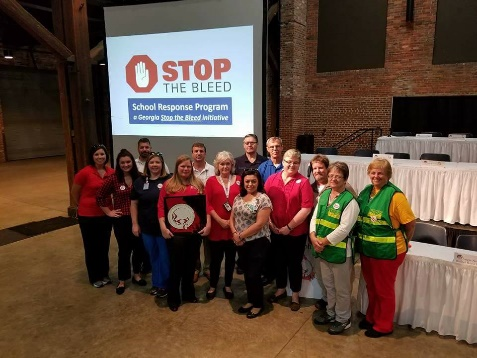 STOP
THE BLEED
School Response Program
a Georgia Stop the Bleed Initiative